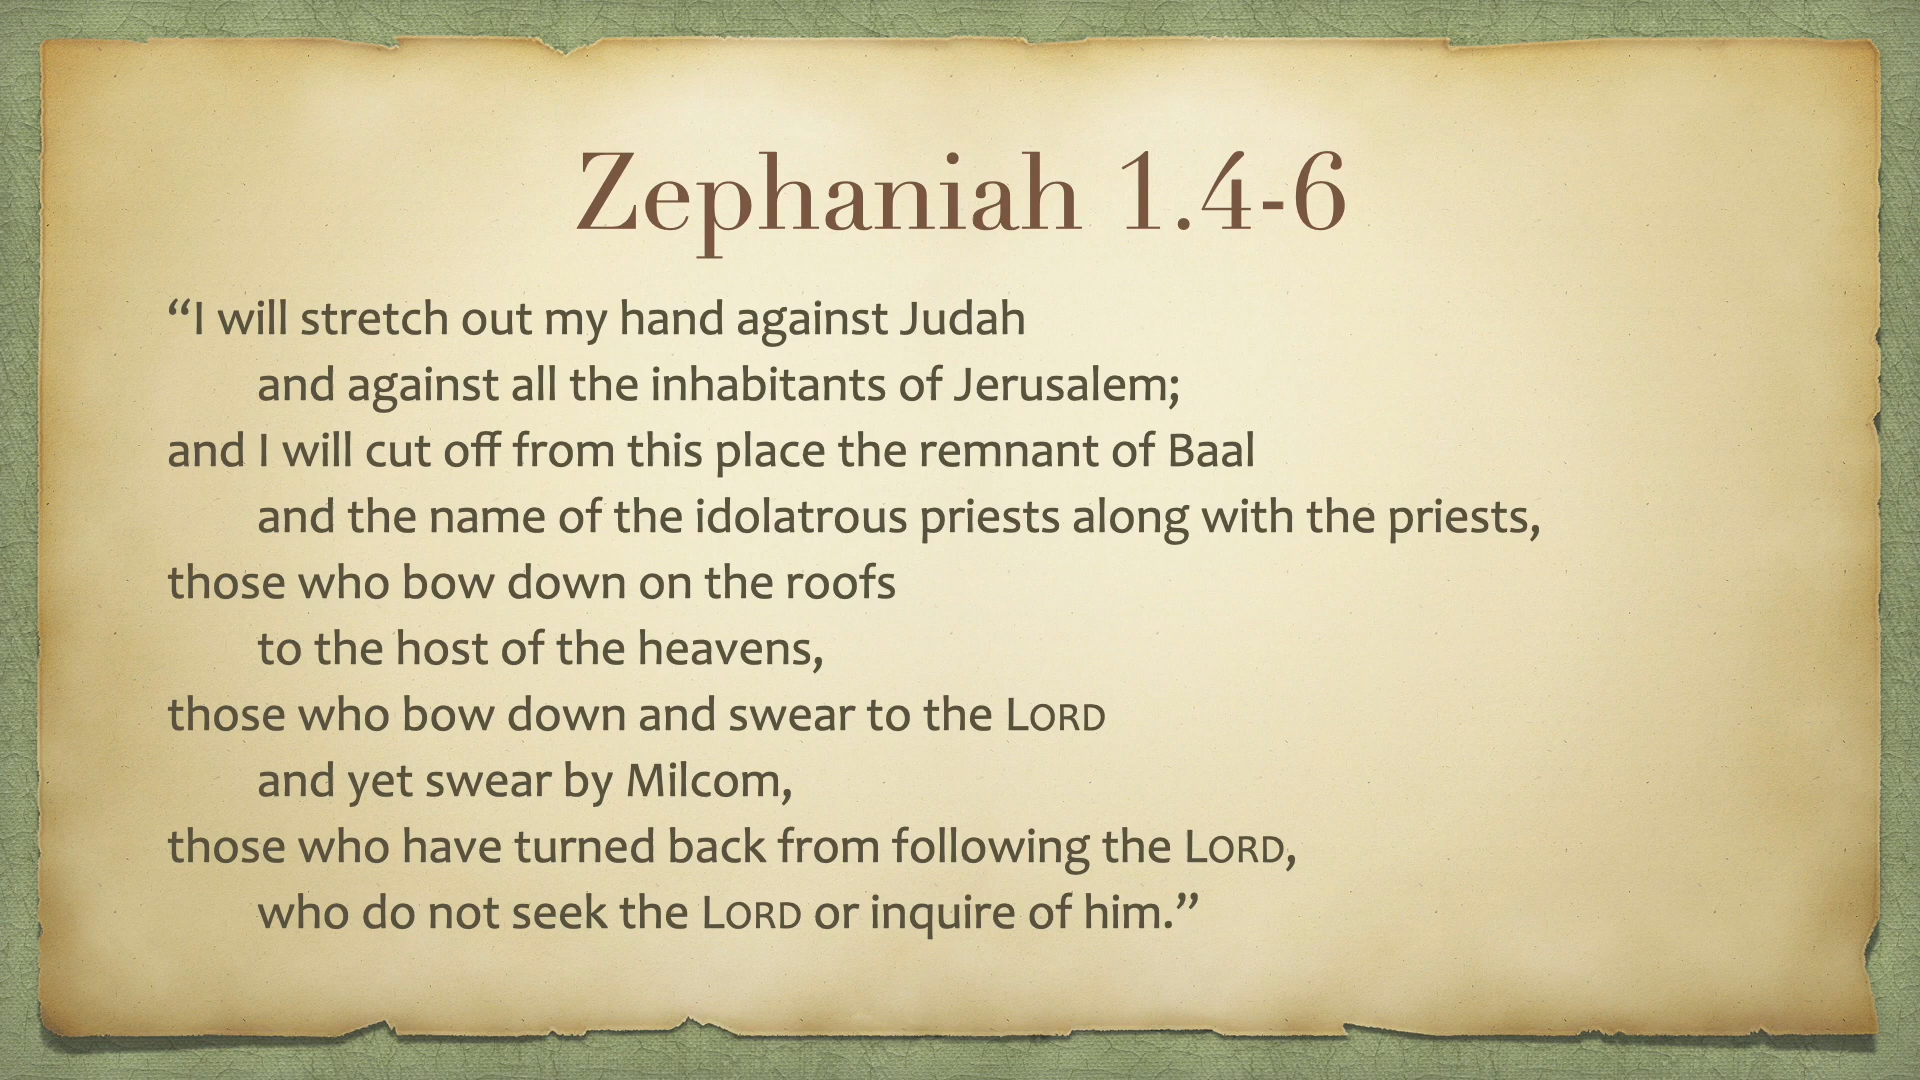 Zephaniah 1.4-6
“I will stretch out my hand against Judah
and against all the inhabitants of Jerusalem;
and I will cut off from this place the remnant of Baal
and the name of the idolatrous priests along with the priests,
those who bow down on the roofs
to the host of the heavens,
those who bow down and swear to the LORD
and yet swear by Milcom,
those who have turned back from following the LORD,
who do not seek the LORD or inquire of him.”